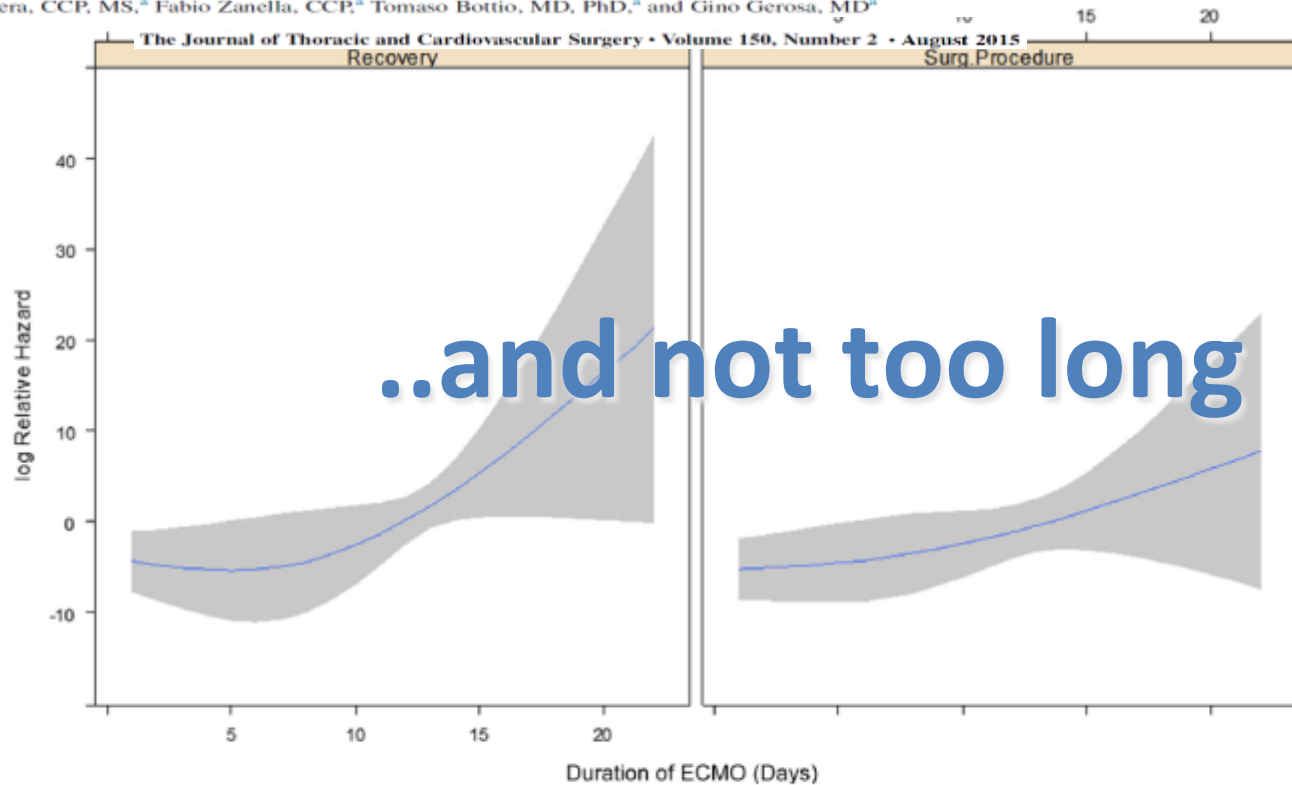 CCP, MS,a Fabio Zanella, CCP,a Tomaso Bottio, MD, PhD,a and Gino Gerosa, MDa
The Journal of Thoracic and Cardiovascular Surgery • Volume 150, Number 2 • August 2015
15 20
Recovery
Surg.Procedure
40
30
20
10
0
-10
log Relative Hazard
..and not too long
5 10 15 20
Duration of ECMO (Days)